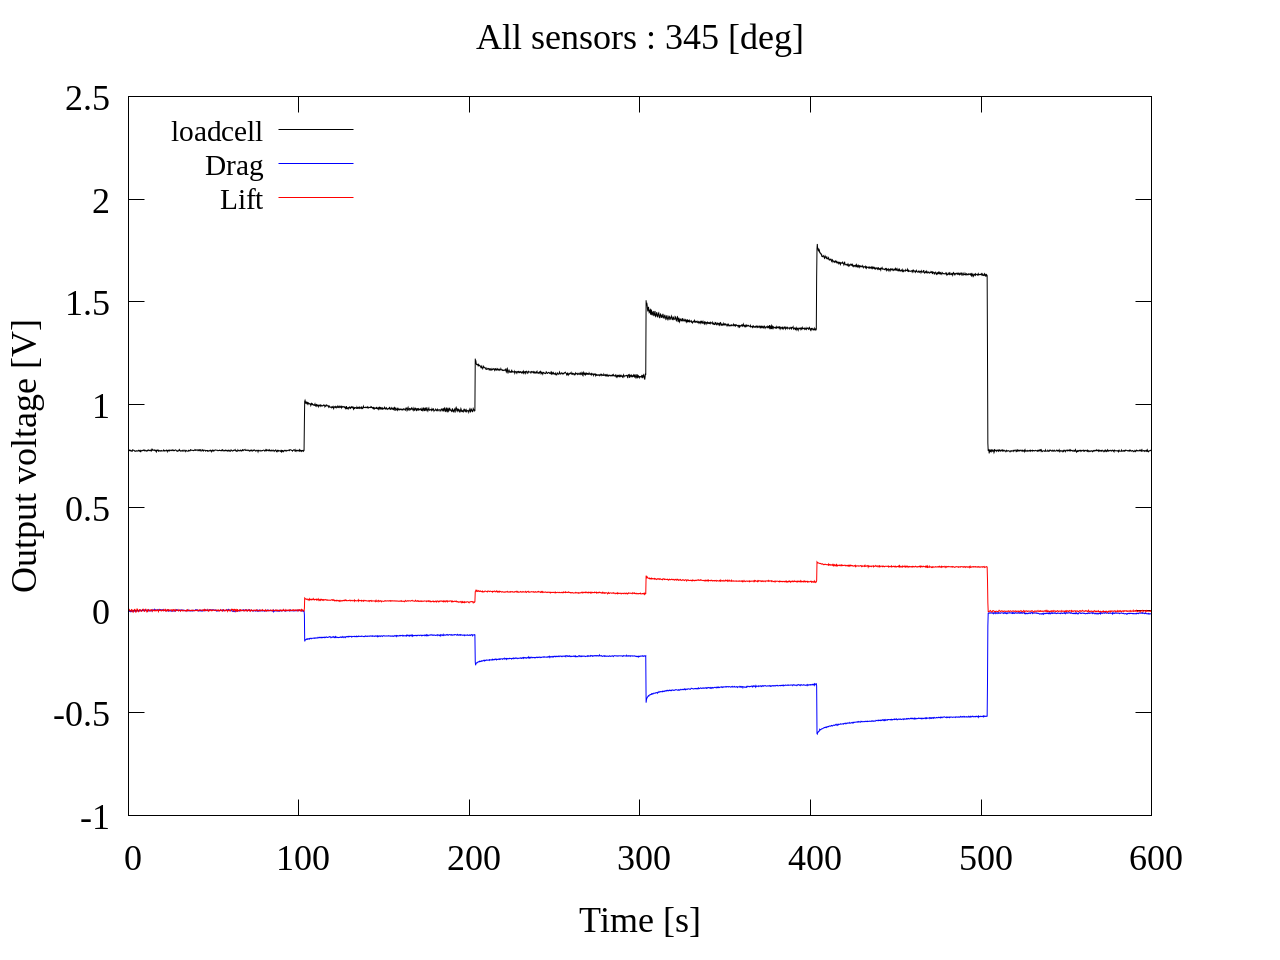 All sensors : 345 [deg]
2.5
2
1.5
1
0.5
0
-0.5
-1
loadcell
Drag
Lift
Output voltage [V]
0 100 200 300 400 500 600
Time [s]